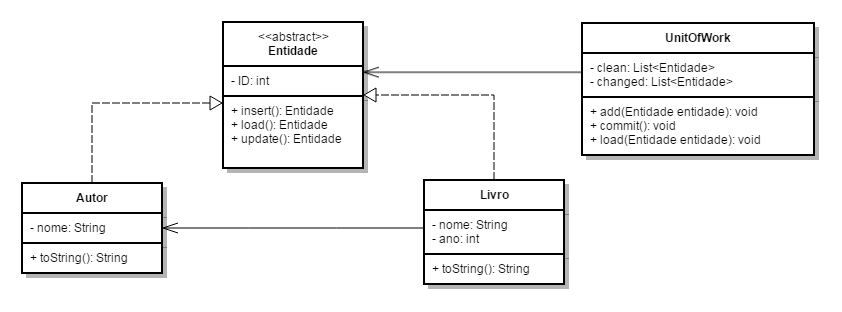 <<abstract>>
Entidade
- ID: int
+ insert(): Entidade
+ load(): Entidade
+ update(): Entidade
UnitOfWork
- clean: List<Entidade>
- changed: List<Entidade>
+ add(Entidade entidade): void
+ commit(): void
+ load(Entidade entidade): void
Autor
- nome: String
+ toString(): String
Livro
- nome: String
- ano: int
+ toString(): String